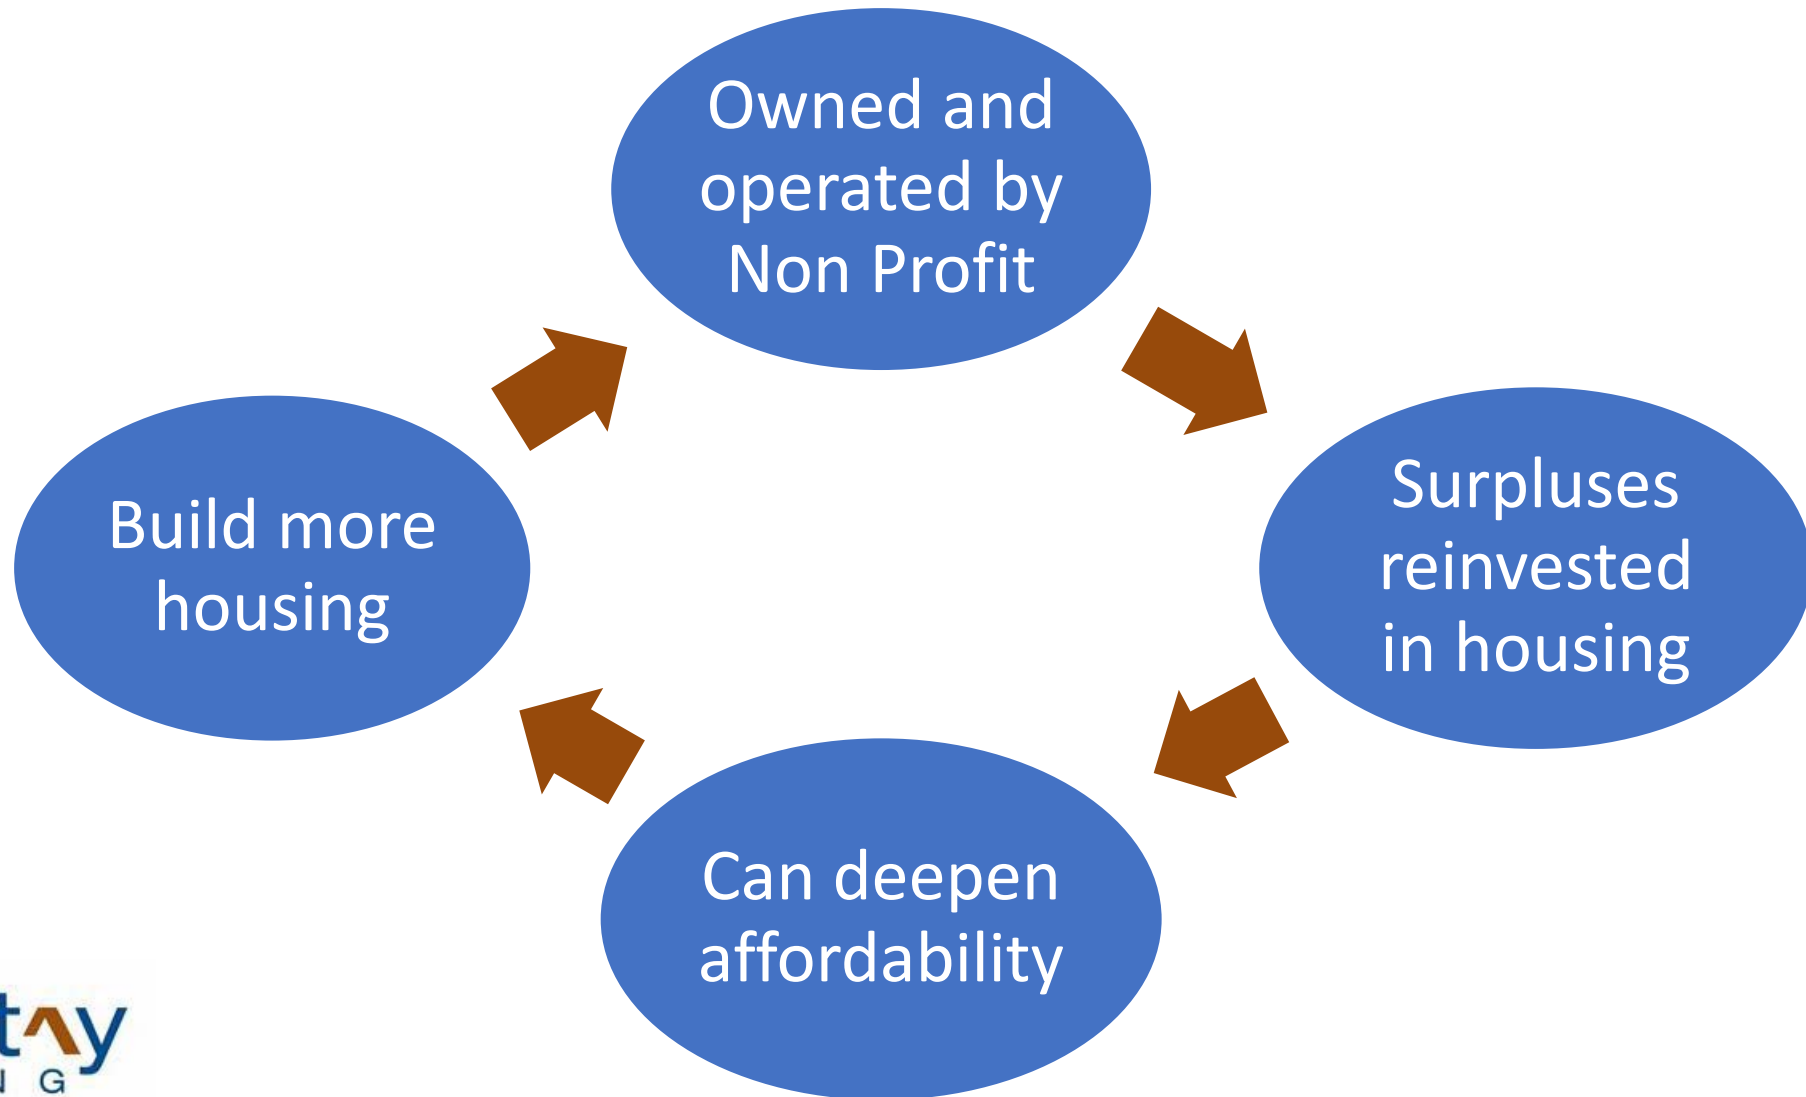 Owned and
operated by
Non Profit
Surpluses
reinvested
in housing
Can deepen
affordability
Build more
housing